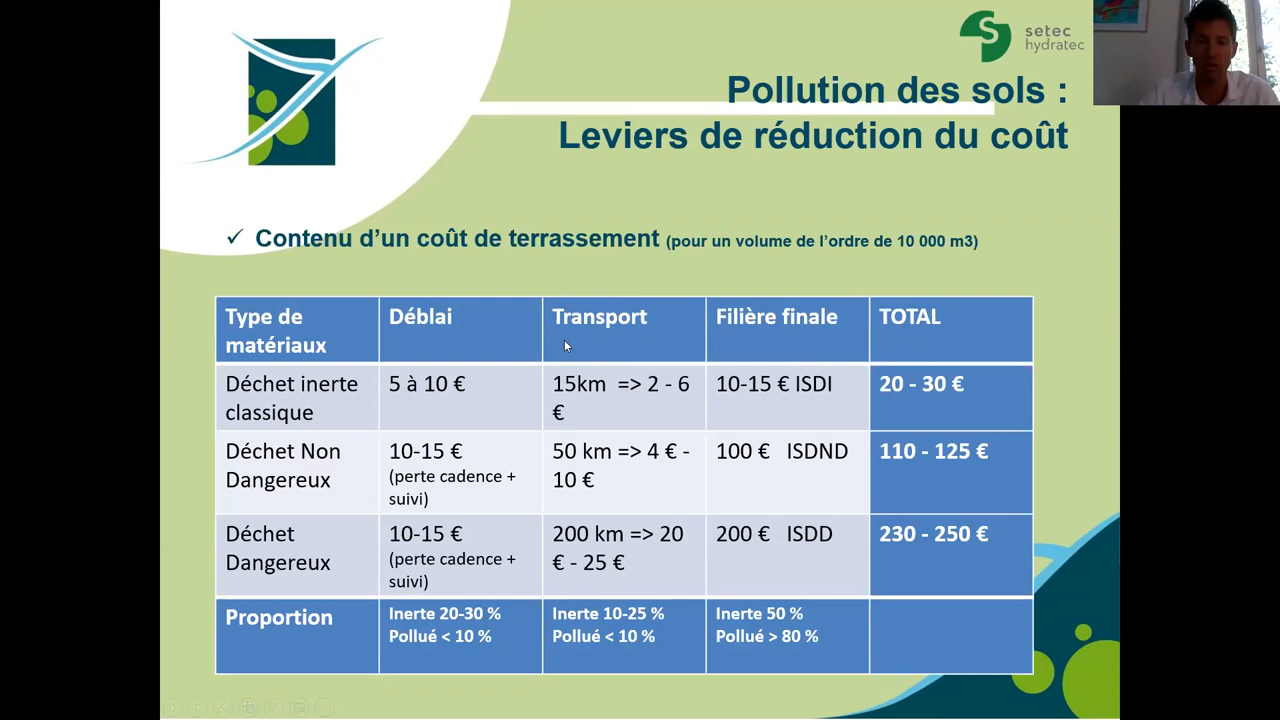 setec
hydratec
Pollution des sols :
Leviers de réduction du coût
✓ Contenu d’un coût de terrassement (pour un volume de l’ordre de 10 000 m3)
Type de
matériaux
Déblai
Transport
Filière finale
TOTAL
Déchet inerte
classique
5 à 10 €
15km => 2 - 6
€
10-15 € ISDI
20 - 30 €
Déchet Non
Dangereux
10-15 €
(perte cadence +
suivi)
50 km => 4 € -
10 €
100 € ISDND
110 - 125 €
Déchet
Dangereux
10-15 €
(perte cadence +
suivi)
200 km => 20
€ - 25 €
200 € ISDD
230 - 250 €
Proportion
Inerte 20-30 %
Pollué < 10 %
Inerte 10-25 %
Pollué < 10 %
Inerte 50 %
Pollué > 80 %